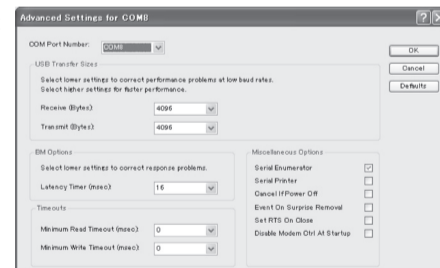 Advanced Settings for COM8
COM Port Number: COM8
OK
Cancel
Defaults
USB Transfer Sizes
Select lower settings to correct performance problems at low baud rates.
Select higher settings for faster performance.
Receive (Bytes): 4096
Transmit (Bytes): 4096
BM Options
Select lower settings to correct response problems.
Latency Timer (msec): 16
Timeouts
Minimum Read Timeout (msec): 0
Minimum Write Timeout (msec): 0
Miscellaneous Options
Serial Enumerator
Serial Printer
Cancel If Power Off
Event On Surprise Removal
Set RTS On Close
Disable Modem Ctrl At Startup